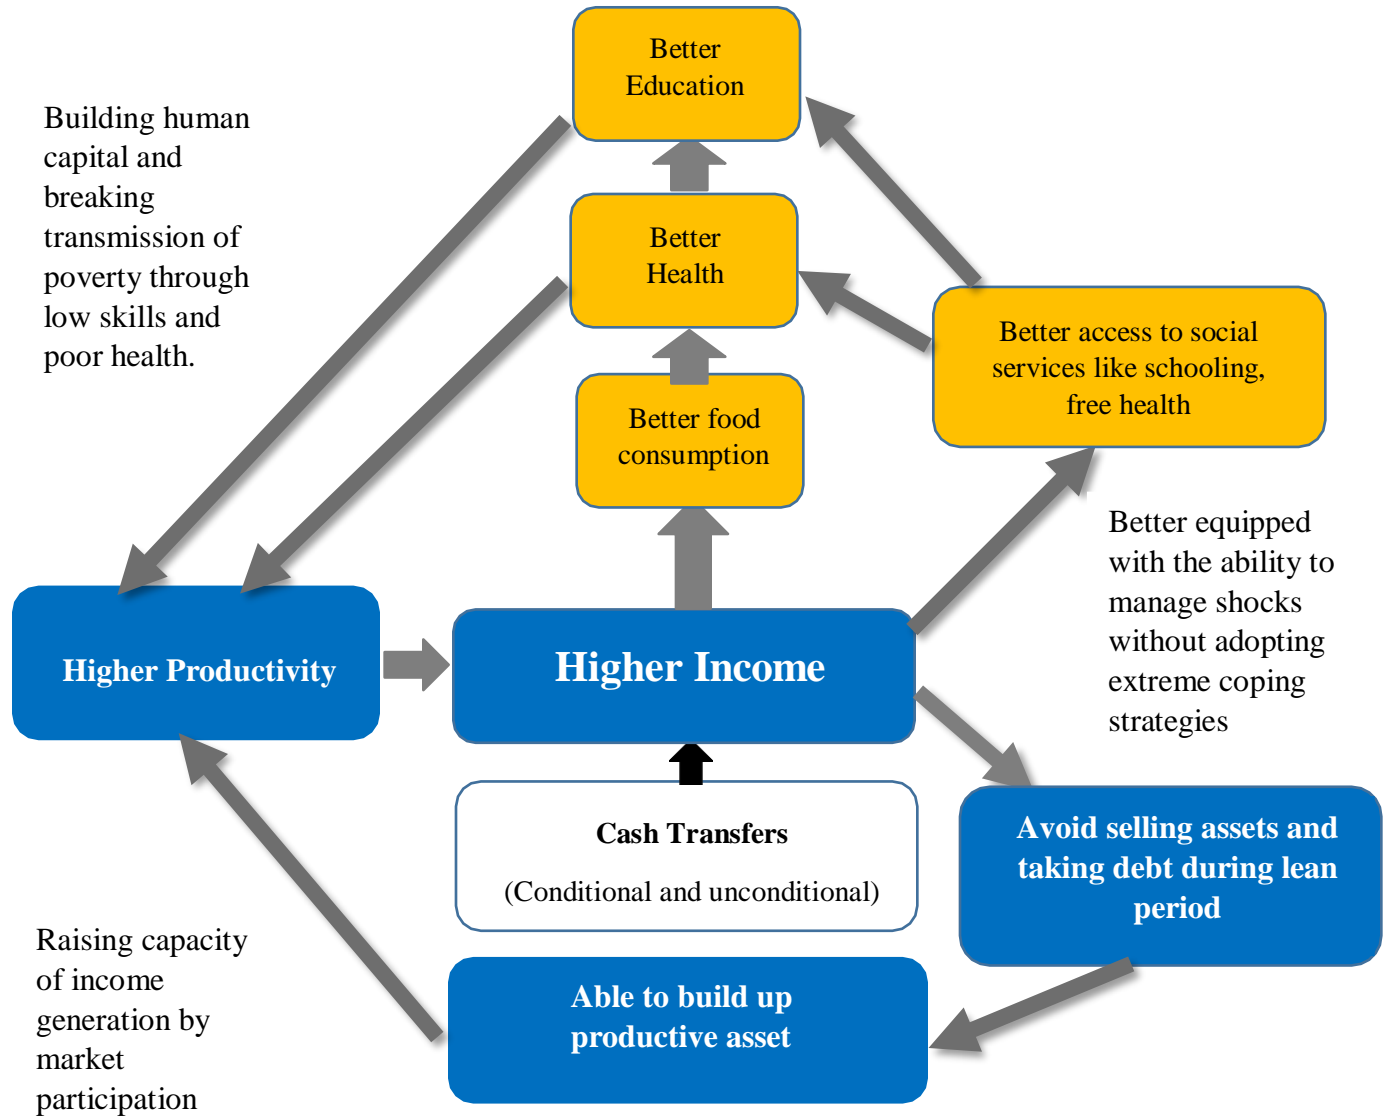 Better
Education
Building human
capital and
breaking
transmission of
poverty through
low skills and
poor health.
Better
Health
Better access to social
services like schooling,
free health
Better food
consumption
Better equipped
with the ability to
manage shocks
without adopting
extreme coping
strategies
Higher Productivity
Higher Income
Cash Transfers
(Conditional and unconditional)
Avoid selling assets and
taking debt during lean
period
Raising capacity
of income
generation by
market
participation
Able to build up
productive asset